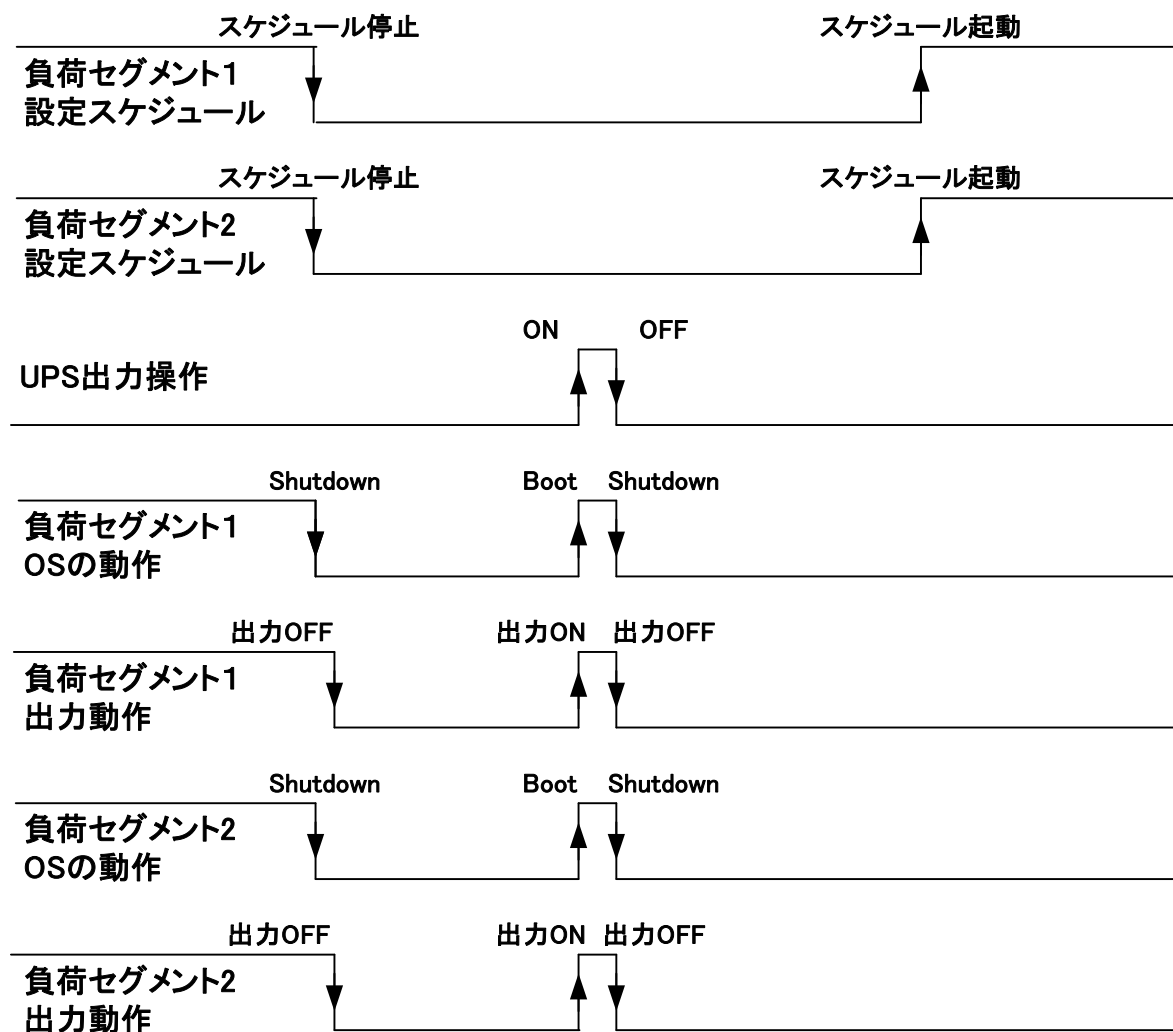 スケジュール停止 スケジュール起動
負荷セグメント1
設定スケジュール
スケジュール停止 スケジュール起動
負荷セグメント2
設定スケジュール
ON OFF
UPS出力操作
Shutdown Boot Shutdown
負荷セグメント1
OSの動作
出力OFF 出力ON 出力OFF
負荷セグメント1
出力動作
Shutdown Boot Shutdown
負荷セグメント2
OSの動作
出力OFF 出力ON 出力OFF
負荷セグメント2
出力動作